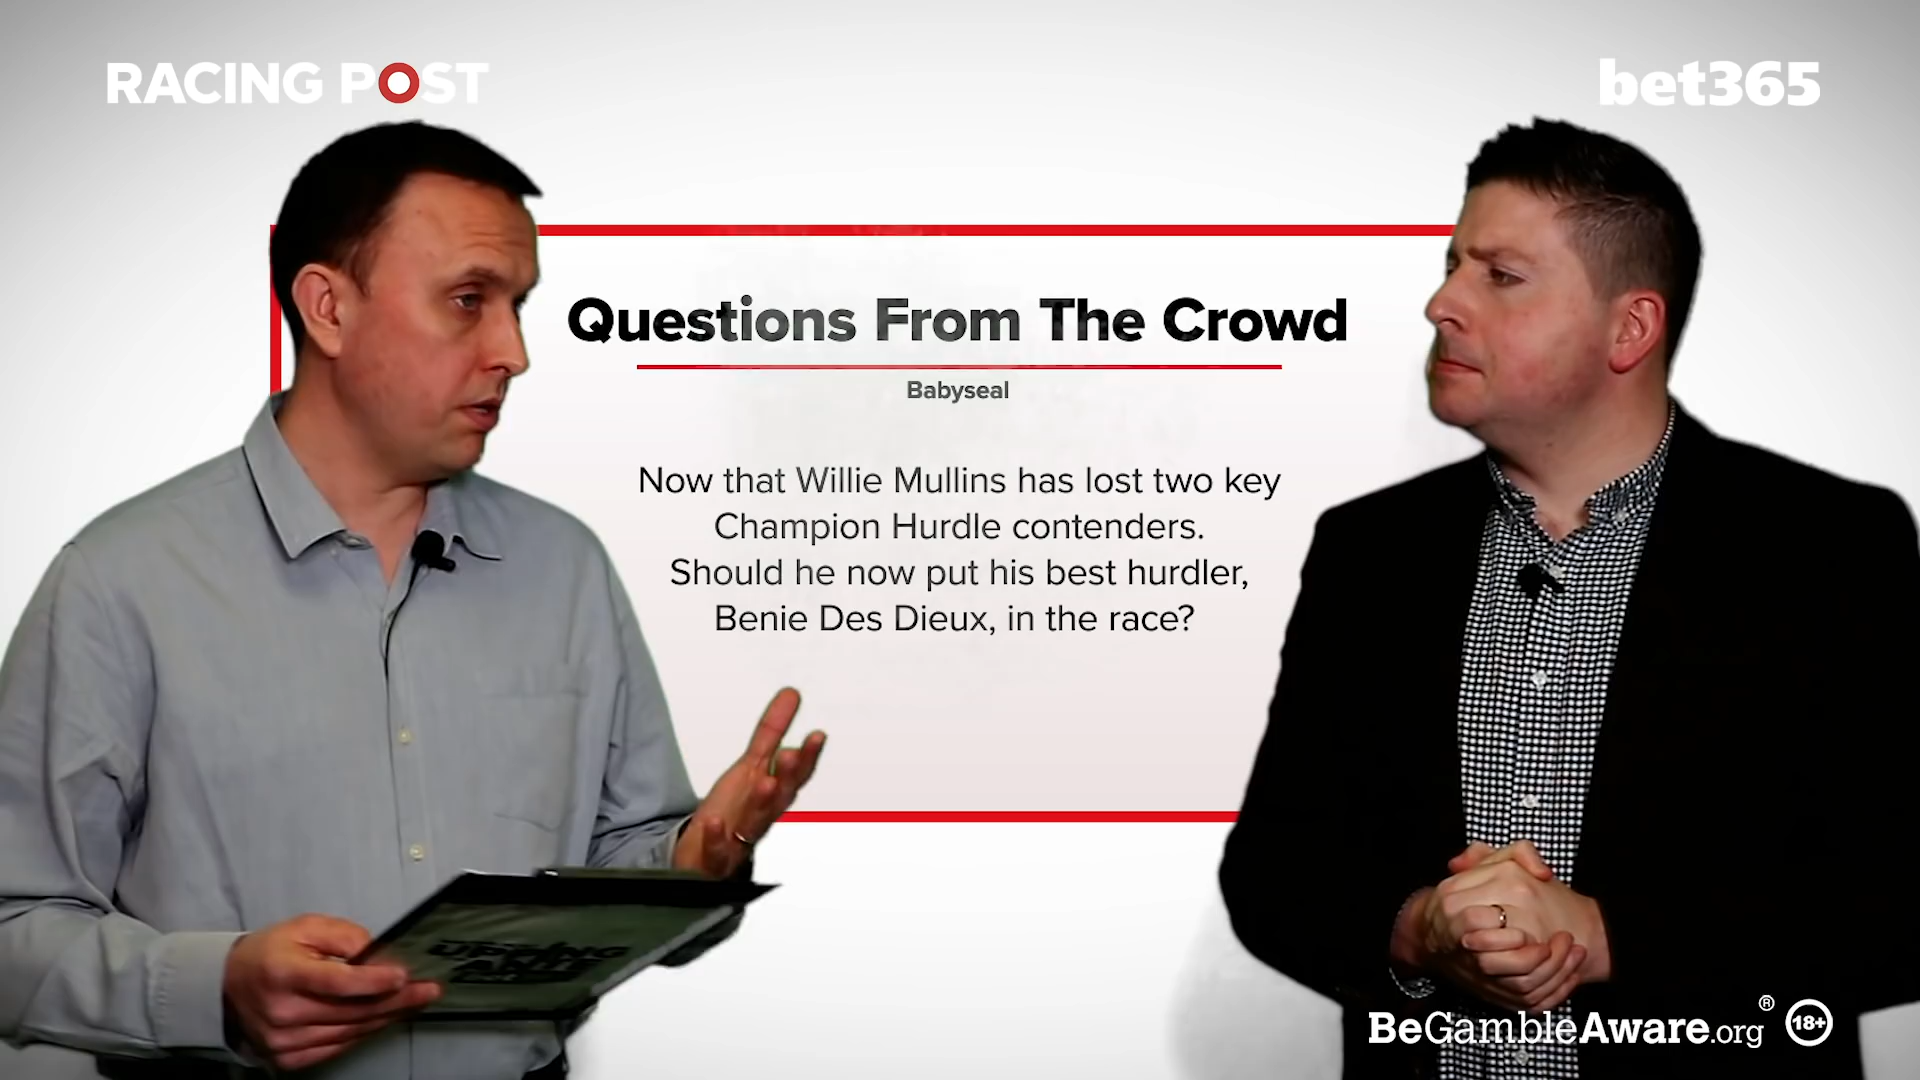 RACING POST
bet365
Questions From The Crowd
Babyseal
Now that Willie Mullins has lost two key
Champion Hurdle contenders.
Should he now put his best hurdler,
Benie Des Dieux, in the race?
UPPING
BeGambleAware.org®
18+